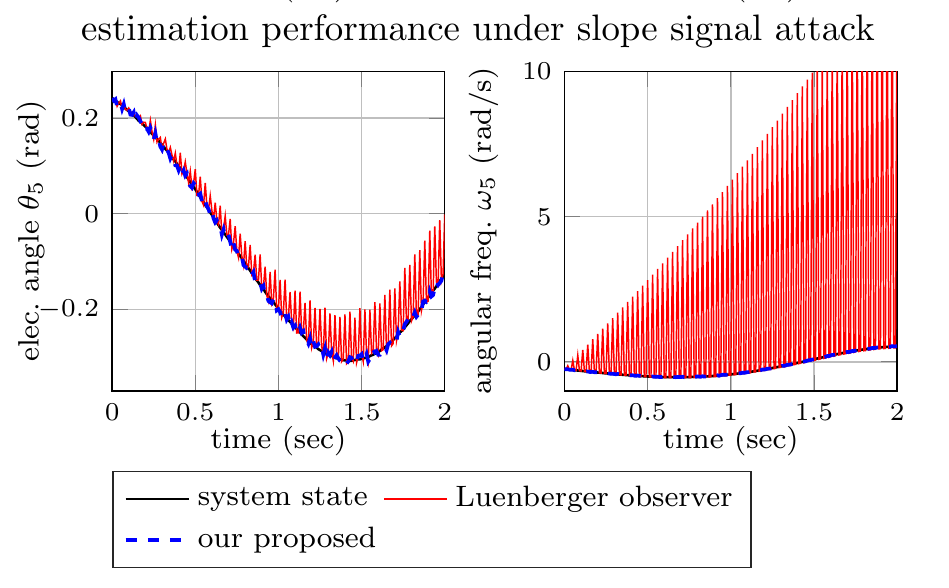 estimation performance under slope signal attack
elec. angle θ5 (rad)
0.2
0
−0.2
0
0.5
1
1.5
2
time (sec)
angular freq. ω5 (rad/s)
10
5
0
0
0.5
1
1.5
2
time (sec)
system state
Luenberger observer
our proposed